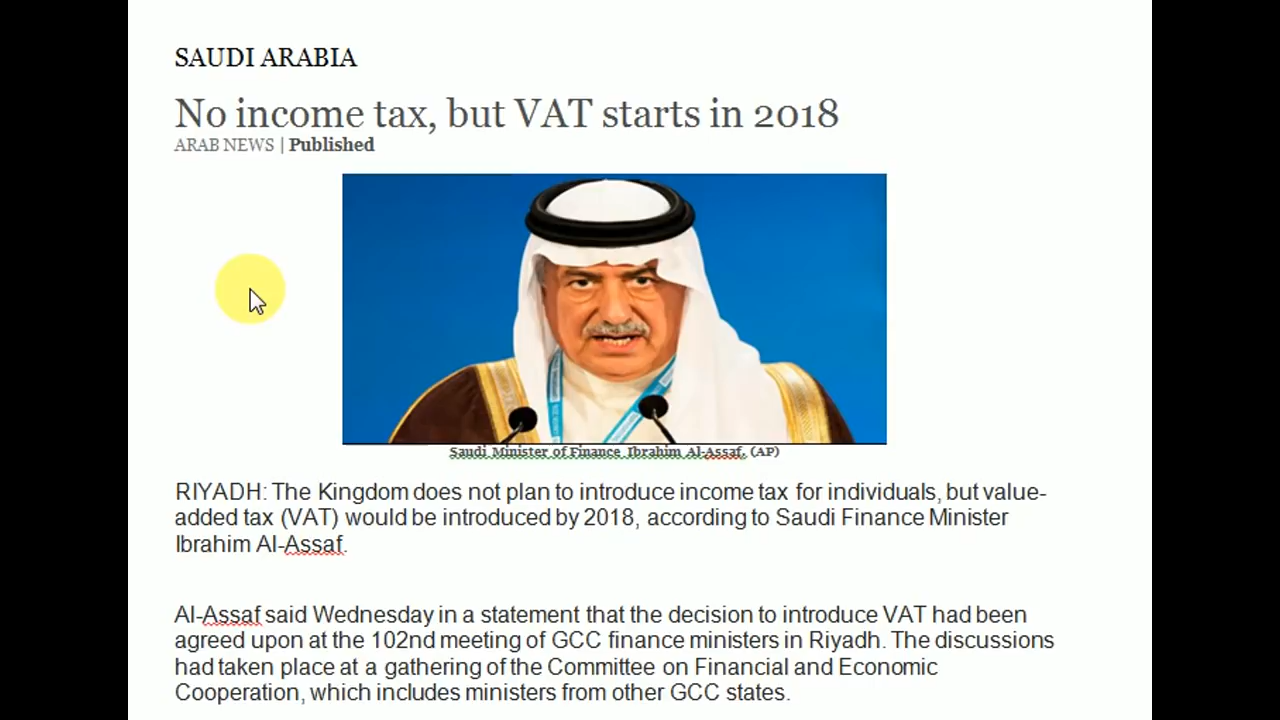 SAUDI ARABIA
No income tax, but VAT starts in 2018
ARAB NEWS | Published
Saudi Minister of Finance Ibrahim Al-Assaf. (AP)
RIYADH: The Kingdom does not plan to introduce income tax for individuals, but value-
added tax (VAT) would be introduced by 2018, according to Saudi Finance Minister
Ibrahim Al-Assaf.
Al-Assaf said Wednesday in a statement that the decision to introduce VAT had been
agreed upon at the 102nd meeting of GCC finance ministers in Riyadh. The discussions
had taken place at a gathering of the Committee on Financial and Economic
Cooperation, which includes ministers from other GCC states.